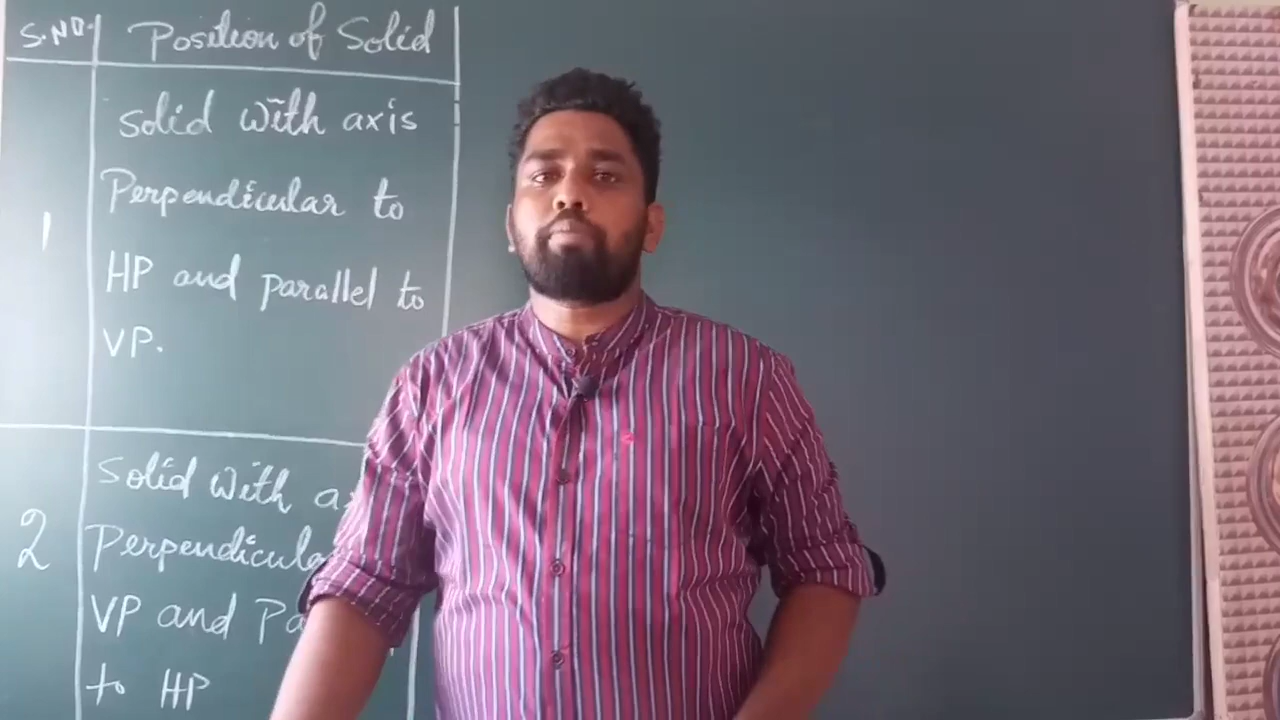 S.NO. Position of Solid
1
solid with axis
Perpendicular to
HP and parallel to
VP.
2
Solid with
Perpendicular
VP and
to HP